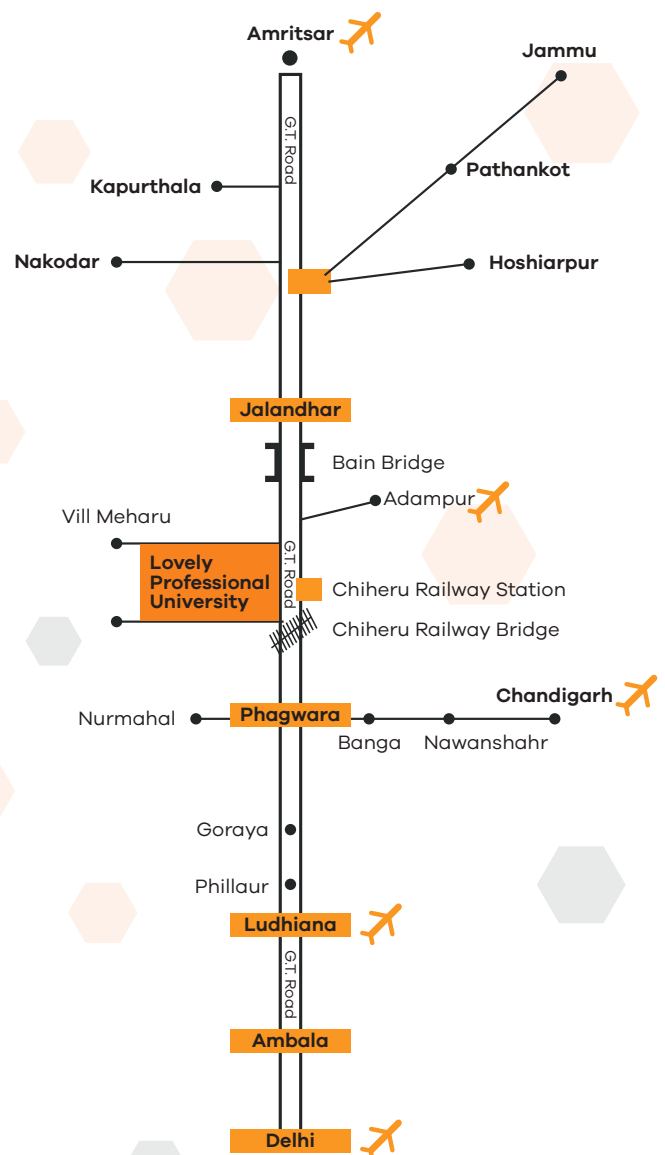 Amritsar
Jammu
G.T. Road
Pathankot
Kapurthala
Nakodar
Hoshiarpur
Jalandhar
Bain Bridge
Adampur
Vill Meharu
G.T. Road
Lovely
Professional
University
Chiheru Railway Station
Chiheru Railway Bridge
Chandigarh
Nurmahal
Phagwara
Banga
Nawanshahr
Goraya
Phillaur
Ludhiana
G.T. Road
Ambala
Delhi